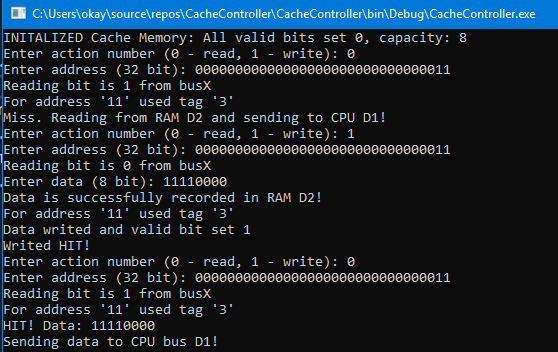 C:\Users\okay\source\repos\CacheController\CacheController\bin\Debug\CacheController.exe
INITALIZED Cache Memory: All valid bits set 0, capacity: 8
Enter action number (0 - read, 1 - write): 0
Enter address (32 bit): 00000000000000000000000000000011
Reading bit is 1 from busX
For address '11' used tag '3'
Miss. Reading from RAM D2 and sending to CPU D1!
Enter action number (0 - read, 1 - write): 1
Enter address (32 bit): 00000000000000000000000000000011
Reading bit is 0 from busX
Enter data (8 bit): 11110000
Data is successfully recorded in RAM D2!
For address '11' used tag '3'
Data writed and valid bit set 1
Writed HIT!
Enter action number (0 - read, 1 - write): 0
Enter address (32 bit): 00000000000000000000000000000011
Reading bit is 1 from busX
For address '11' used tag '3'
HIT! Data: 11110000
Sending data to CPU bus D1!